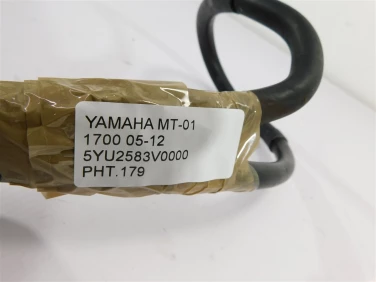 YAMAHA MT-01
1700 05-12
5YU2583V0000
PHT.179